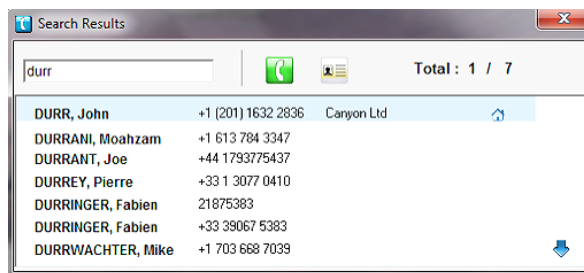 Search Results
durr
Total : 1 / 7
DURR, John +1 (201) 1632 2836 Canyon Ltd
DURRANI, Moahzam +1 613 784 3347
DURRANT, Joe +44 1793775437
DURREY, Pierre +33 1 3077 0410
DURRINGER, Fabien 21875383
DURRINGER, Fabien +33 39067 5383
DURRWACHTER, Mike +1 703 668 7039